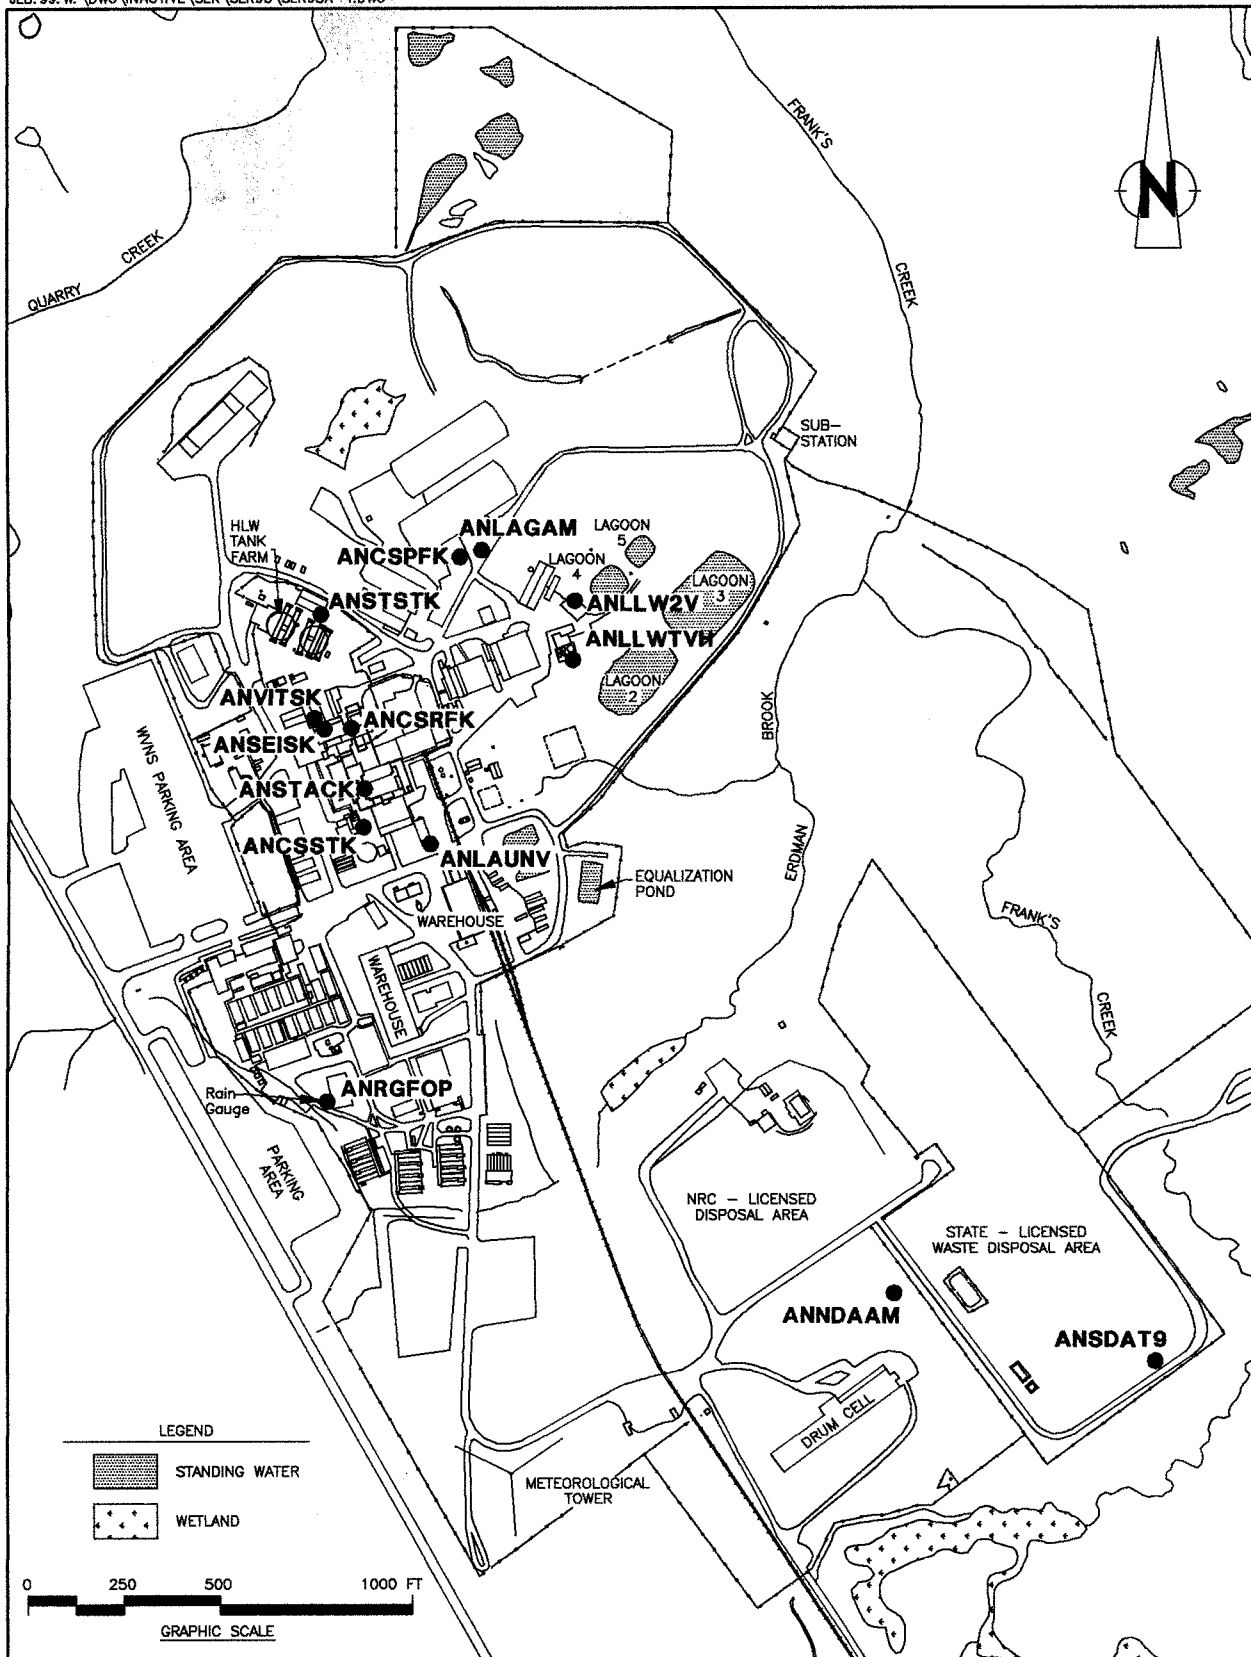 N
FRANK'S
CREEK
QUARRY
CREEK
SUB-
STATION
HLW
TANK
FARM
ANLAGAM
ANCSPFK
LAGOON
5
LAGOON
4
LAGOON
3
ANSTSTK
ANLLW2V
ANLLWTVH
LAGOON
2
ANVITSK
ANCSRFK
ANSEISK
BROOK
ERDMAN
WVNS PARKING AREA
ANSTACK
ANCSSTK
ANLAUNV
EQUALIZATION
POND
WAREHOUSE
WAREHOUSE
FRANK'S
CREEK
Rain
Gauge
ANRGFOP
PARKING
AREA
NRC - LICENSED
DISPOSAL AREA
STATE - LICENSED
WASTE DISPOSAL AREA
ANNDAAM
ANSDAT9
DRUM CELL
METEOROLOGICAL
TOWER
LEGEND
STANDING WATER
WETLAND
0 250 500 1000 FT
GRAPHIC SCALE